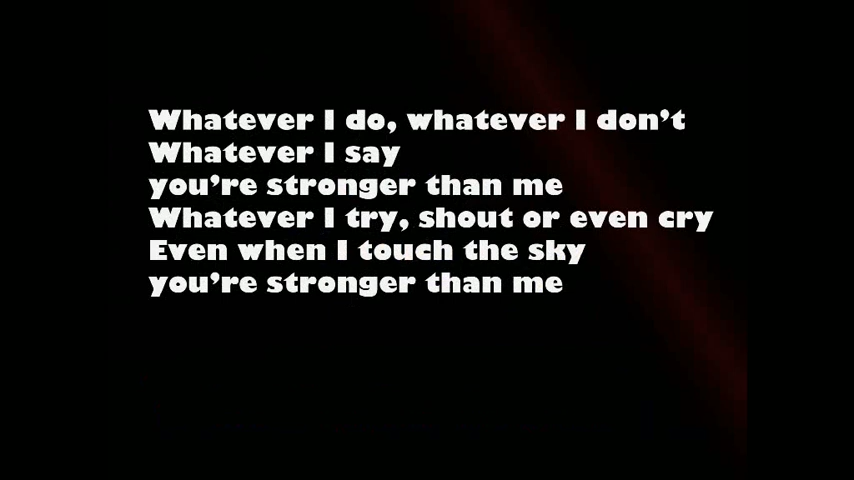 Whatever I do, whatever I don't
Whatever I say
you're stronger than me
Whatever I try, shout or even cry
Even when I touch the sky
you're stronger than me